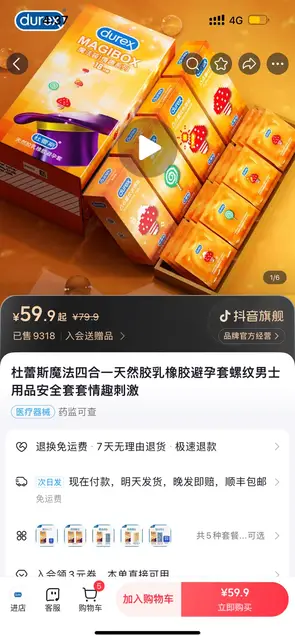 durex
4G
durex
MAGIBOX
durex
1/6
¥59.9起 ¥79.9
抖音旗舰
已售9318 入会送赠品
品牌官方经营
杜蕾斯魔法四合一天然胶乳橡胶避孕套螺纹男士
用品安全套套情趣刺激
医疗器械 药监可查
退换免运费 · 7天无理由退货 · 极速退款
次日发 现在付款，明天发货，晚发即赔，顺丰包邮
免运费
共5种套餐...可选
入会领3元券，本单直接可用
进店
客服
5
购物车
加入购物车
¥59.9
立即购买